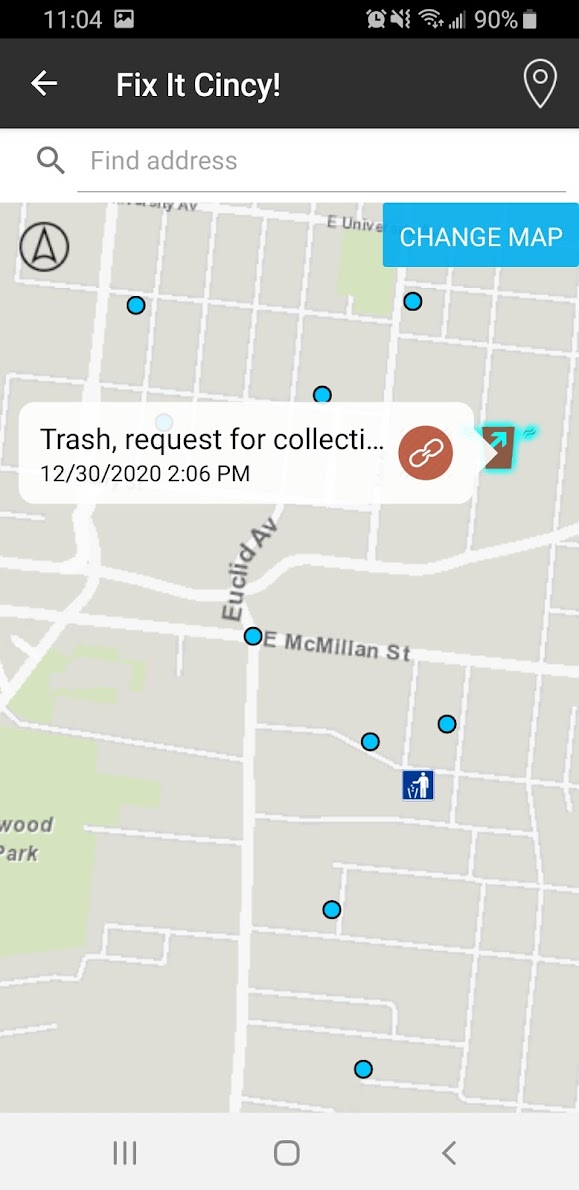 11:04
90%
Fix It Cincy!
Find address
E Unive
CHANGE MAP
Trash, request for collecti...
12/30/2020 2:06 PM
Euclid Av
E McMillan St
wood
Park